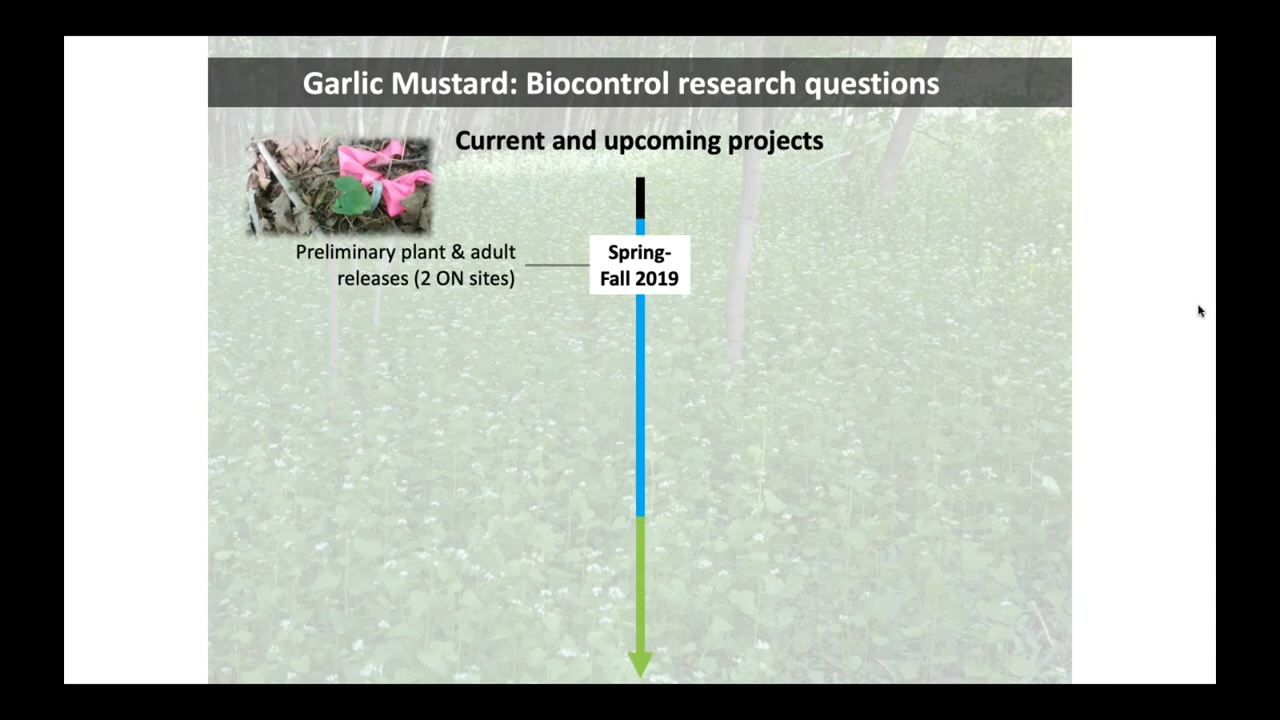 Garlic Mustard: Biocontrol research questions
Current and upcoming projects
Preliminary plant & adult
releases (2 ON sites)
Spring-
Fall 2019